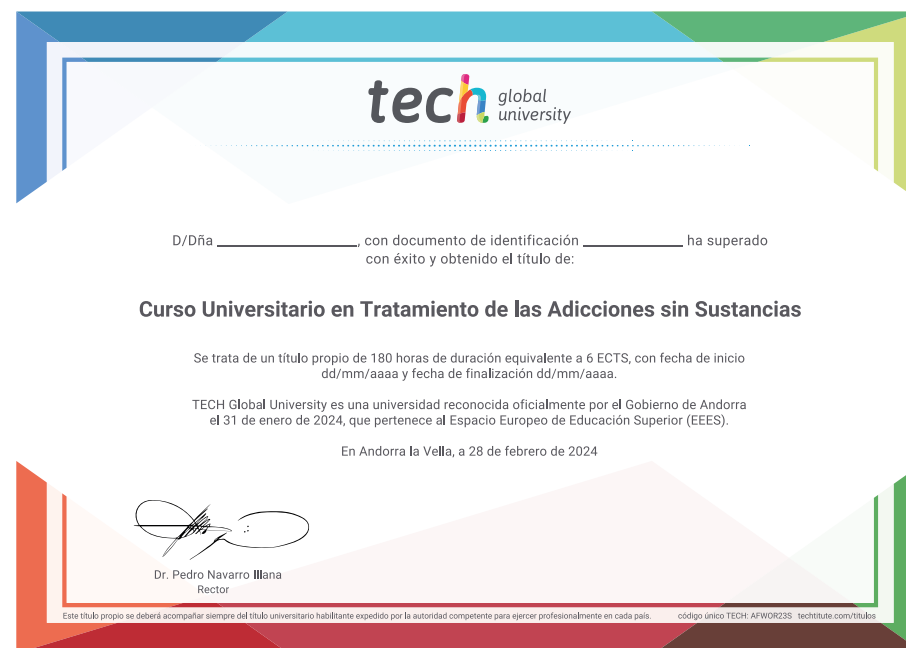 tech global university
D/Dña ______________, con documento de identificación __________ ha superado
con éxito y obtenido el título de:
Curso Universitario en Tratamiento de las Adicciones sin Sustancias
Se trata de un título propio de 180 horas de duración equivalente a 6 ECTS, con fecha de inicio
dd/mm/aaaa y fecha de finalización dd/mm/aaaa.
TECH Global University es una universidad reconocida oficialmente por el Gobierno de Andorra
el 31 de enero de 2024, que pertenece al Espacio Europeo de Educación Superior (EEES).
En Andorra la Vella, a 28 de febrero de 2024
Dr. Pedro Navarro Illana
Rector
Este título propio se deberá acompañar siempre del título universitario habilitante expedido por la autoridad competente para ejercer profesionalmente en cada país. código único TECH: AFWOR23S techtitute.com/titulos